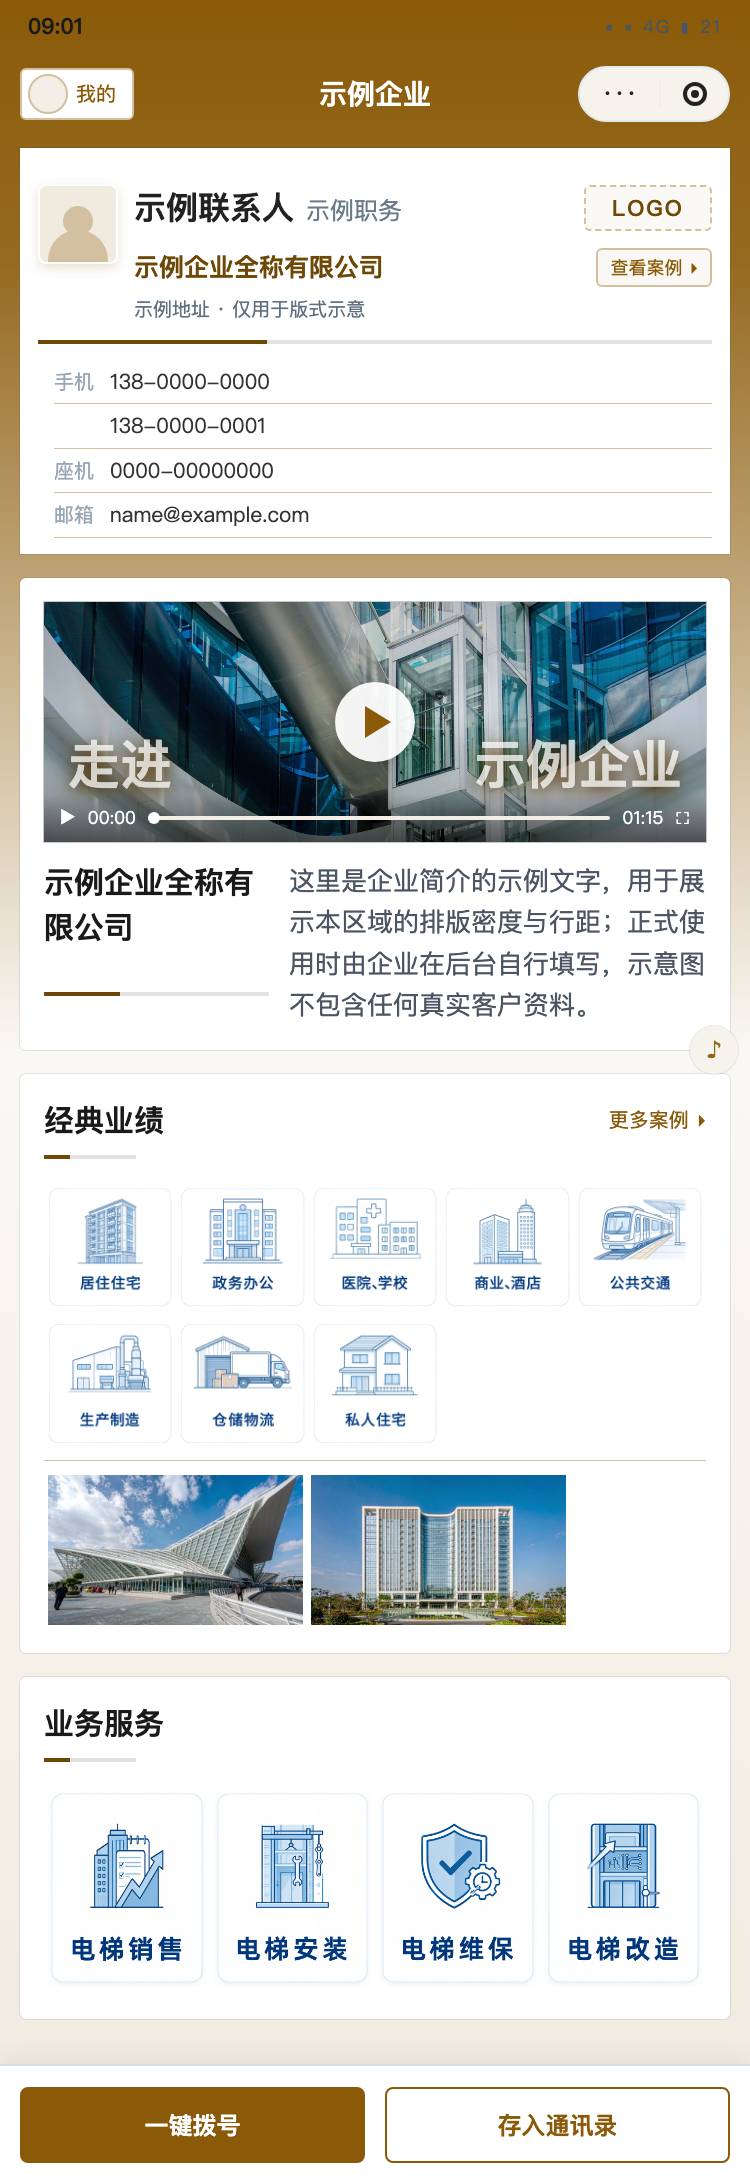 09:01
4G 21
我的
示例企业
示例联系人 示例职务
LOGO
示例企业全称有限公司
查看案例
示例地址 · 仅用于版式示意
手机 138-0000-0000
138-0000-0001
座机 0000-00000000
邮箱 name@example.com
走进 示例企业
00:00 01:15
示例企业全称有
限公司
这里是企业简介的示例文字，用于展
示本区域的排版密度与行距；正式使
用时由企业在后台自行填写，示意图
不包含任何真实客户资料。
经典业绩
更多案例
居住住宅 政务办公 医院、学校 商业、酒店 公共交通
生产制造 仓储物流 私人住宅
业务服务
电梯销售 电梯安装 电梯维保 电梯改造
一键拨号 存入通讯录